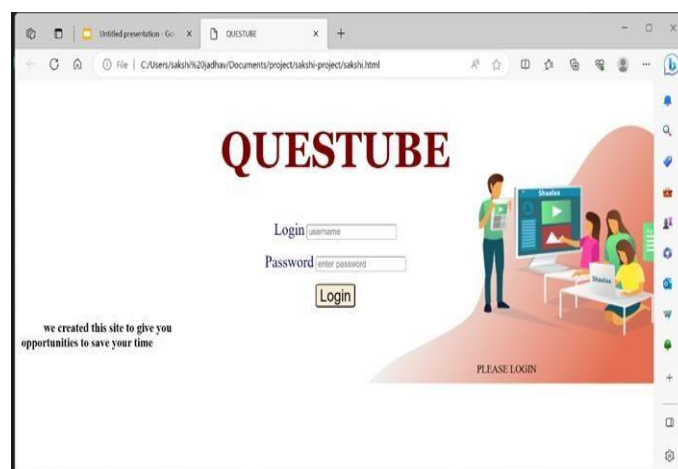 Untitled presentation - Go
QUESTUBE
File
C:/Users/sakshi%20jadhav/Documents/project/sakshi-project/sakshi.html
QUESTUBE
Shaalaa
Login username
Password enter password
Shaalaa
Login
we created this site to give you
opportunities to save your time
PLEASE LOGIN